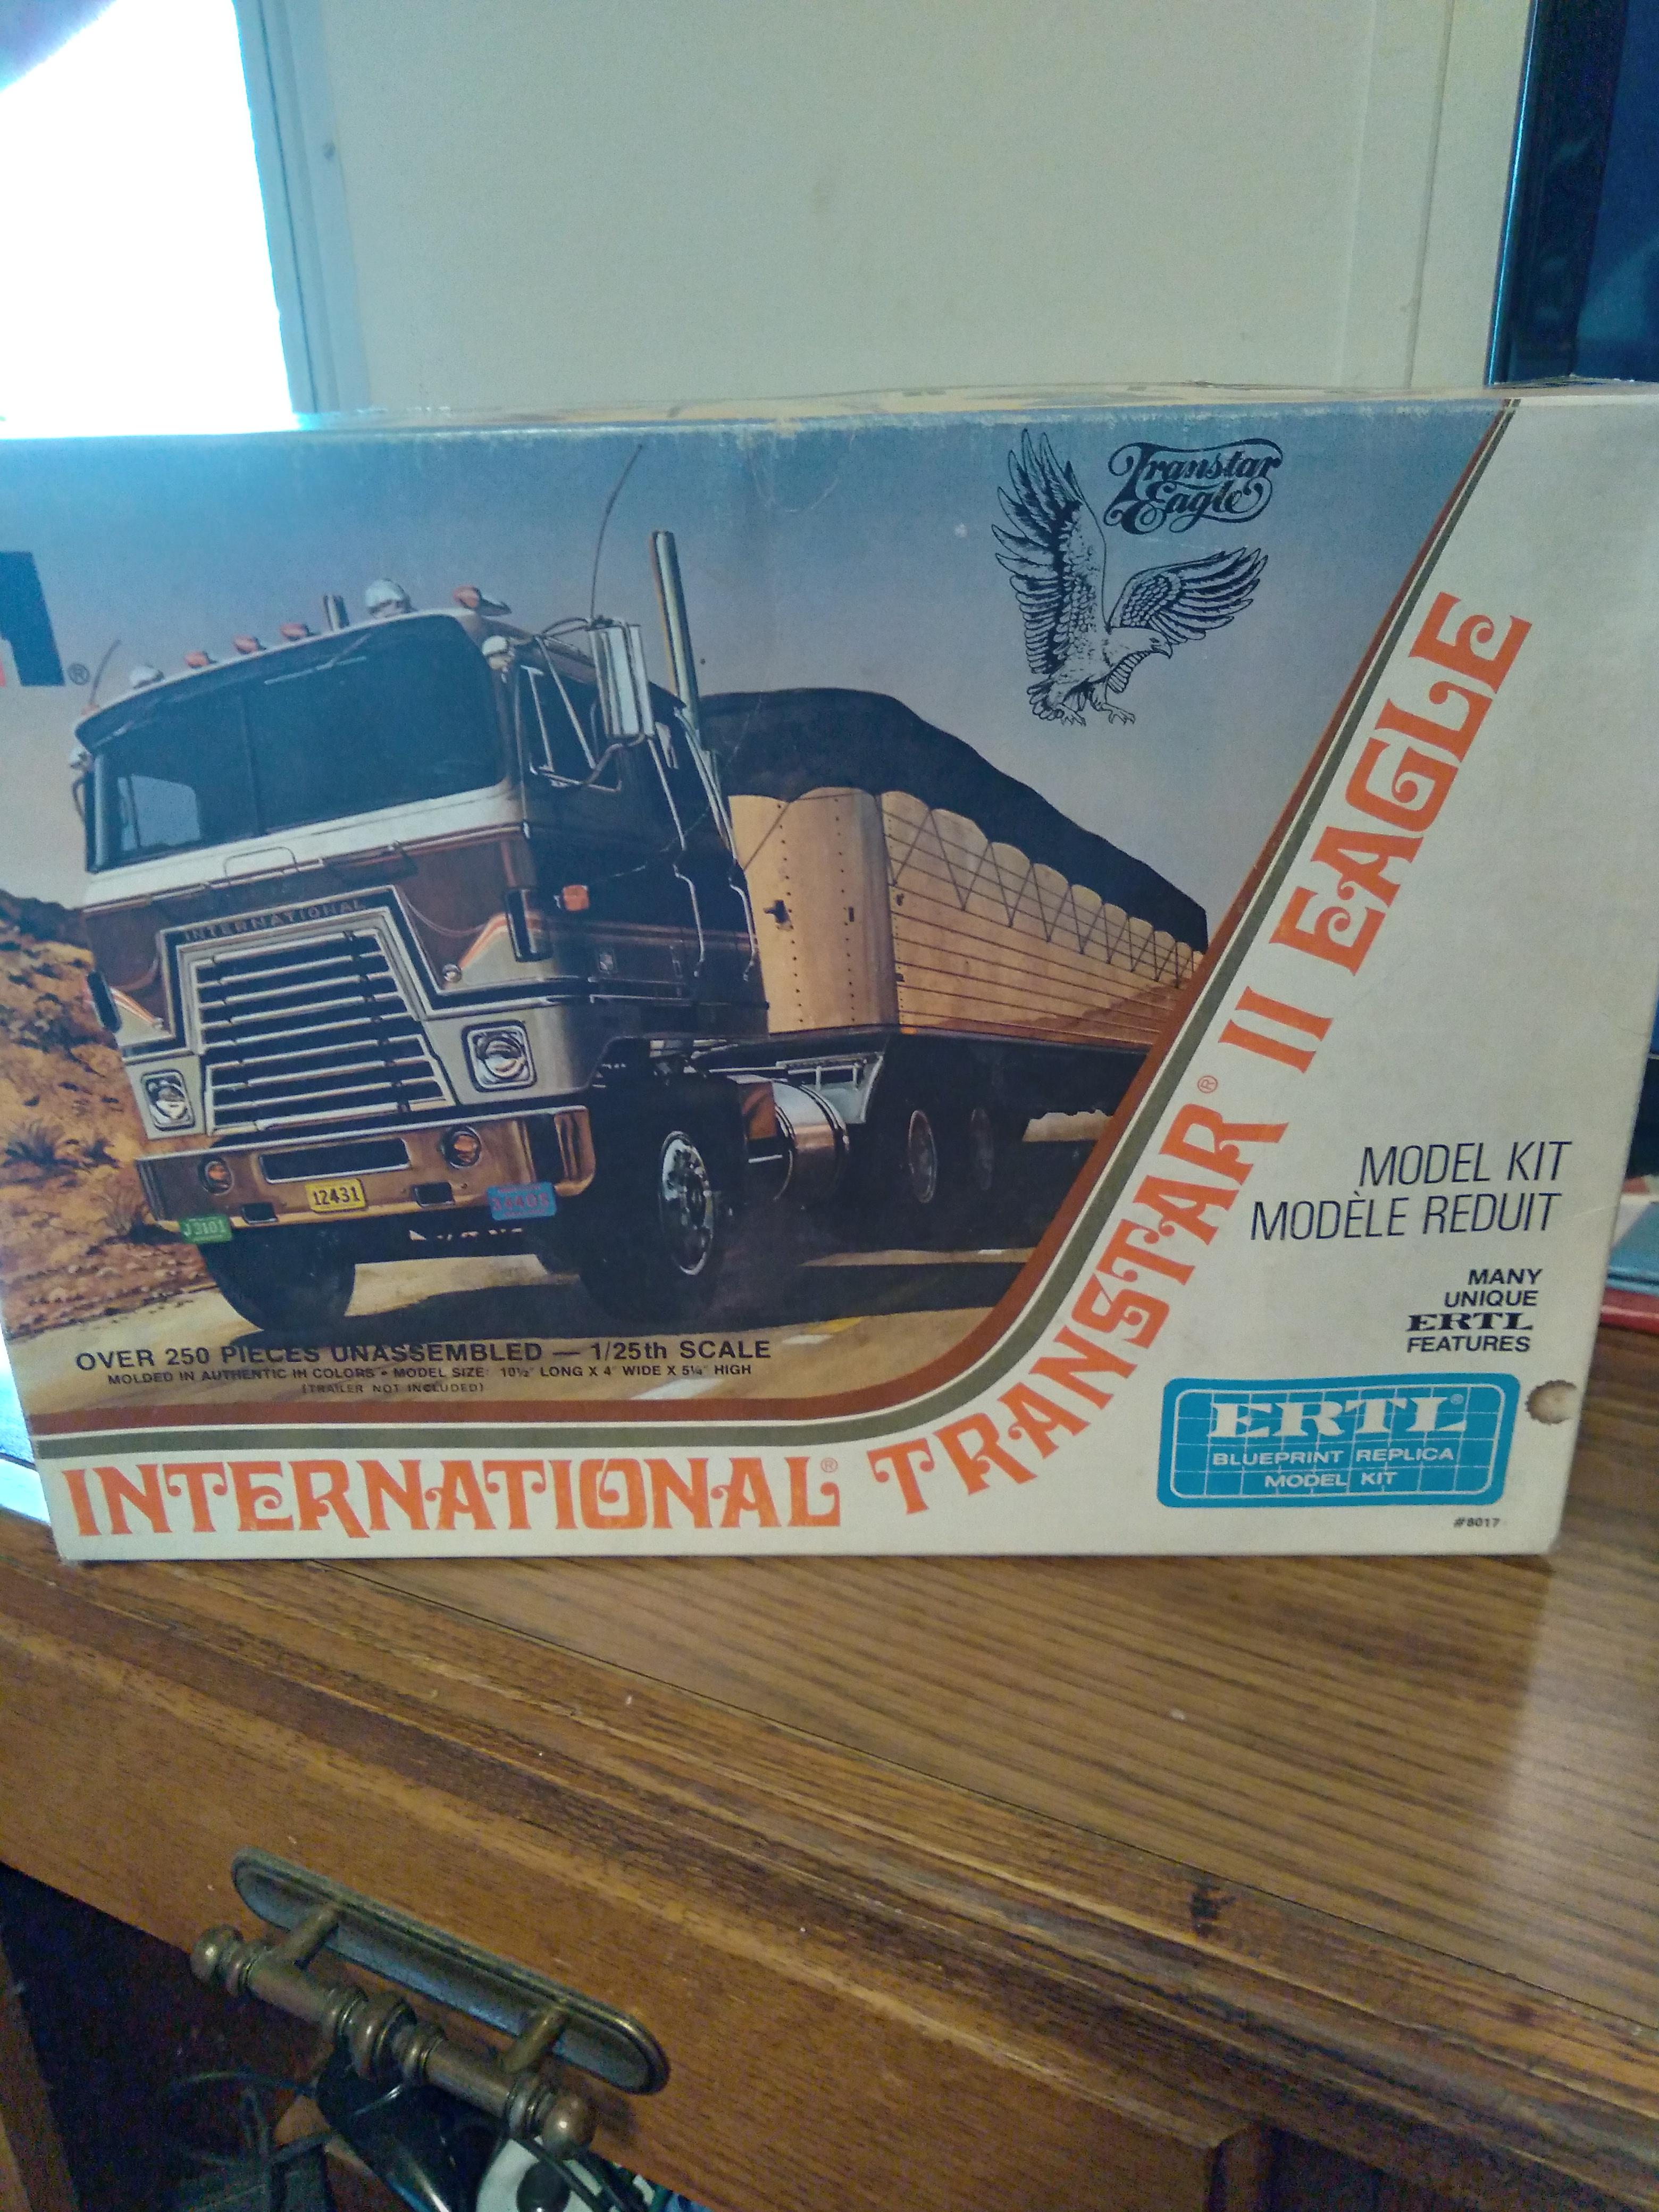 Transtar
Eagle
®
INTERNATIONAL
12431
J3101
OVER 250 PIECES UNASSEMBLED — 1/25th SCALE
MOLDED IN AUTHENTIC IH COLORS • MODEL SIZE: 10½" LONG X 4" WIDE X 5¼" HIGH
(TRAILER NOT INCLUDED)
INTERNATIONAL® TRANSTAR® II EAGLE
MODEL KIT
MODÈLE REDUIT
MANY
UNIQUE
ERTL
FEATURES
ERTL®
BLUEPRINT REPLICA
MODEL KIT
#8017